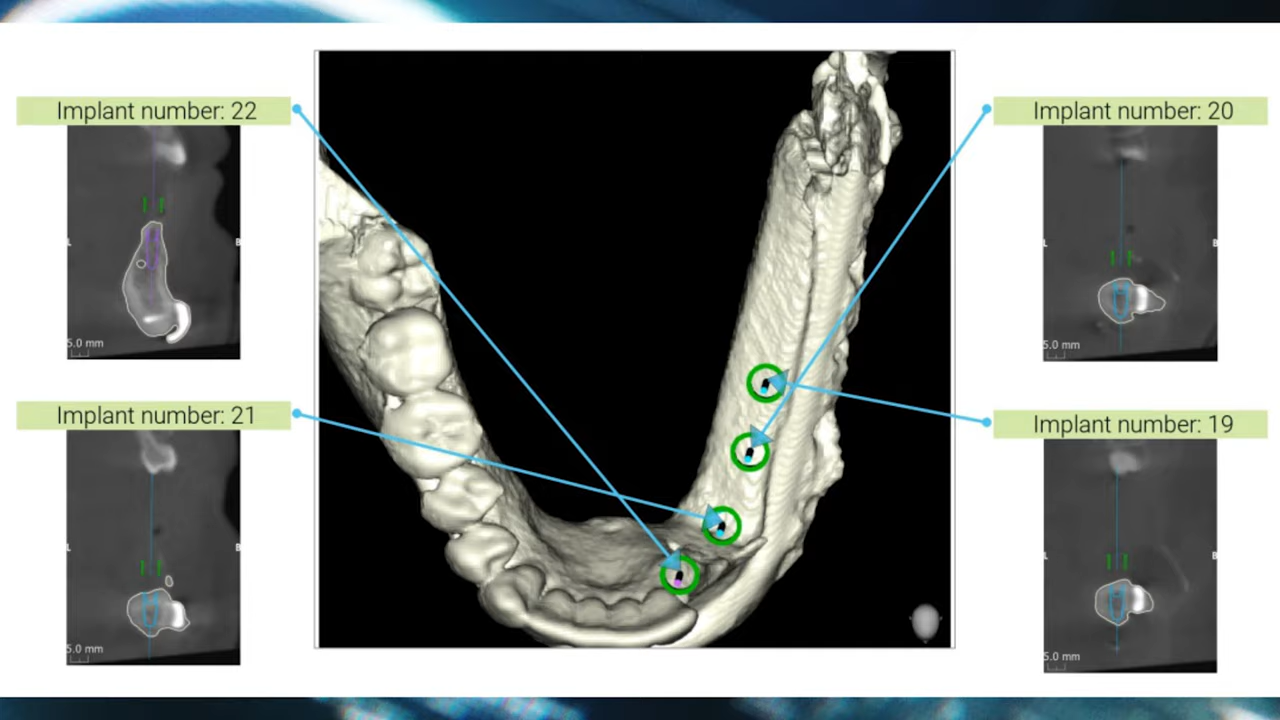 Implant number: 22
L
B
5.0 mm
Implant number: 21
L
B
5.0 mm
Implant number: 20
L
B
5.0 mm
Implant number: 19
L
B
5.0 mm